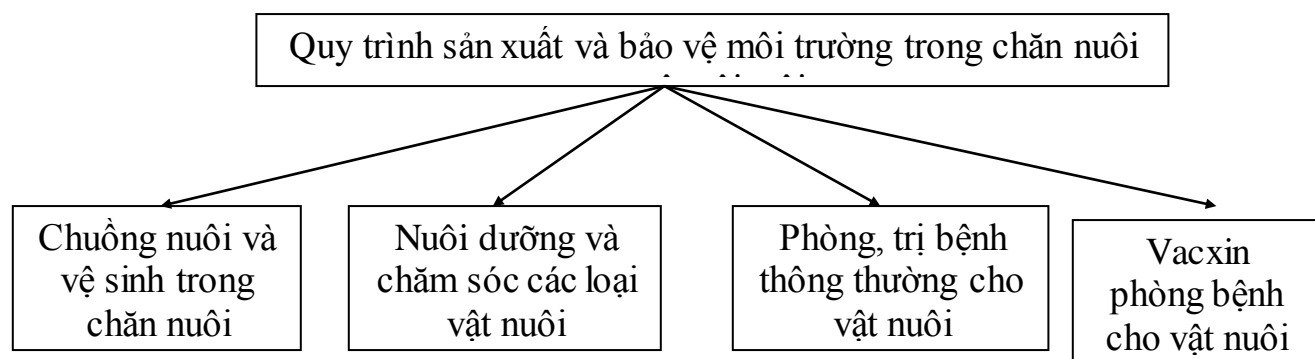 Quy trình sản xuất và bảo vệ môi trường trong chăn nuôi
Chuồng nuôi và
vệ sinh trong
chăn nuôi
Nuôi dưỡng và
chăm sóc các loại
vật nuôi
Phòng, trị bệnh
thông thường cho
vật nuôi
Vacxin
phòng bệnh
cho vật nuôi